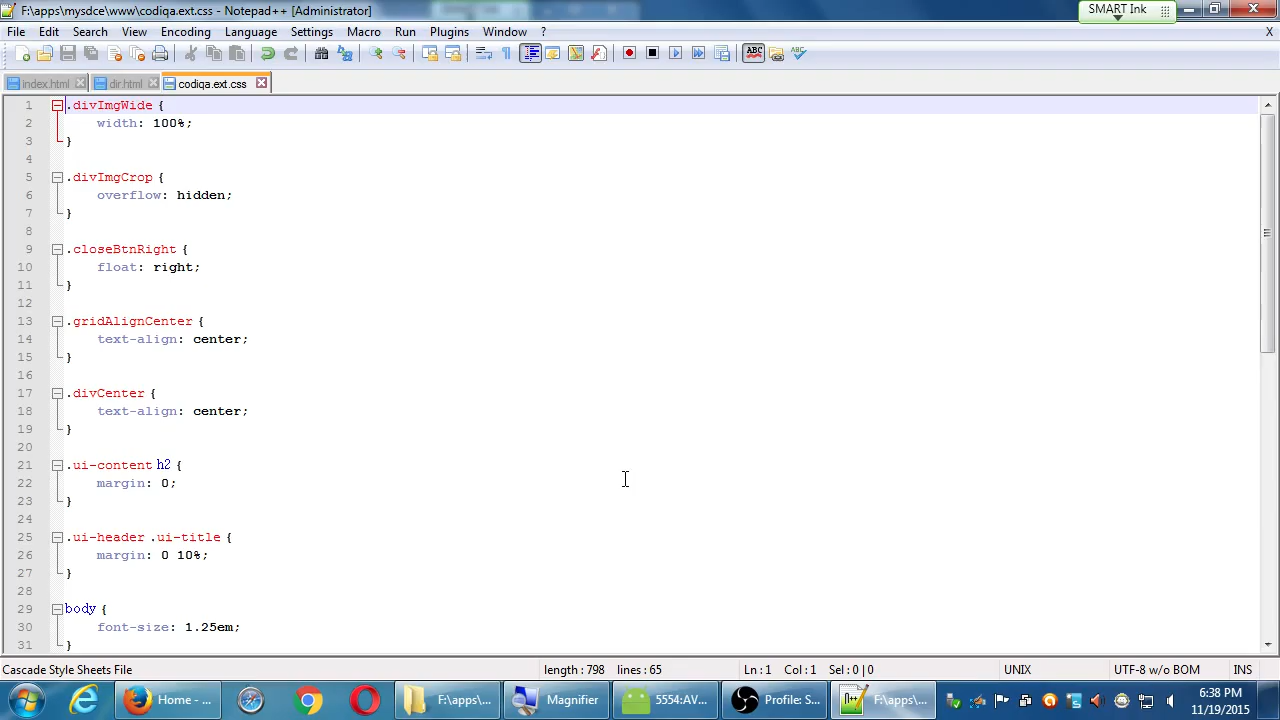 F:\apps\mysdce\www\codiqa.ext.css - Notepad++ [Administrator]
SMART Ink
File Edit Search View Encoding Language Settings Macro Run Plugins Window ? X
index.html dir.html codiqa.ext.css
1 .divImgWide {
2 width: 100%;
3 }
4
5 .divImgCrop {
6 overflow: hidden;
7 }
8
9 .closeBtnRight {
10 float: right;
11 }
12
13 .gridAlignCenter {
14 text-align: center;
15 }
16
17 .divCenter {
18 text-align: center;
19 }
20
21 .ui-content h2 {
22 margin: 0;
23 }
24
25 .ui-header .ui-title {
26 margin: 0 10%;
27 }
28
29 body {
30 font-size: 1.25em;
31 }
Cascade Style Sheets File length : 798 lines : 65 Ln : 1 Col : 1 Sel : 0 | 0 UNIX UTF-8 w/o BOM INS
Home - ... F:\apps\... Magnifier 5554:AV... Profile: S... F:\apps\...
6:38 PM
11/19/2015